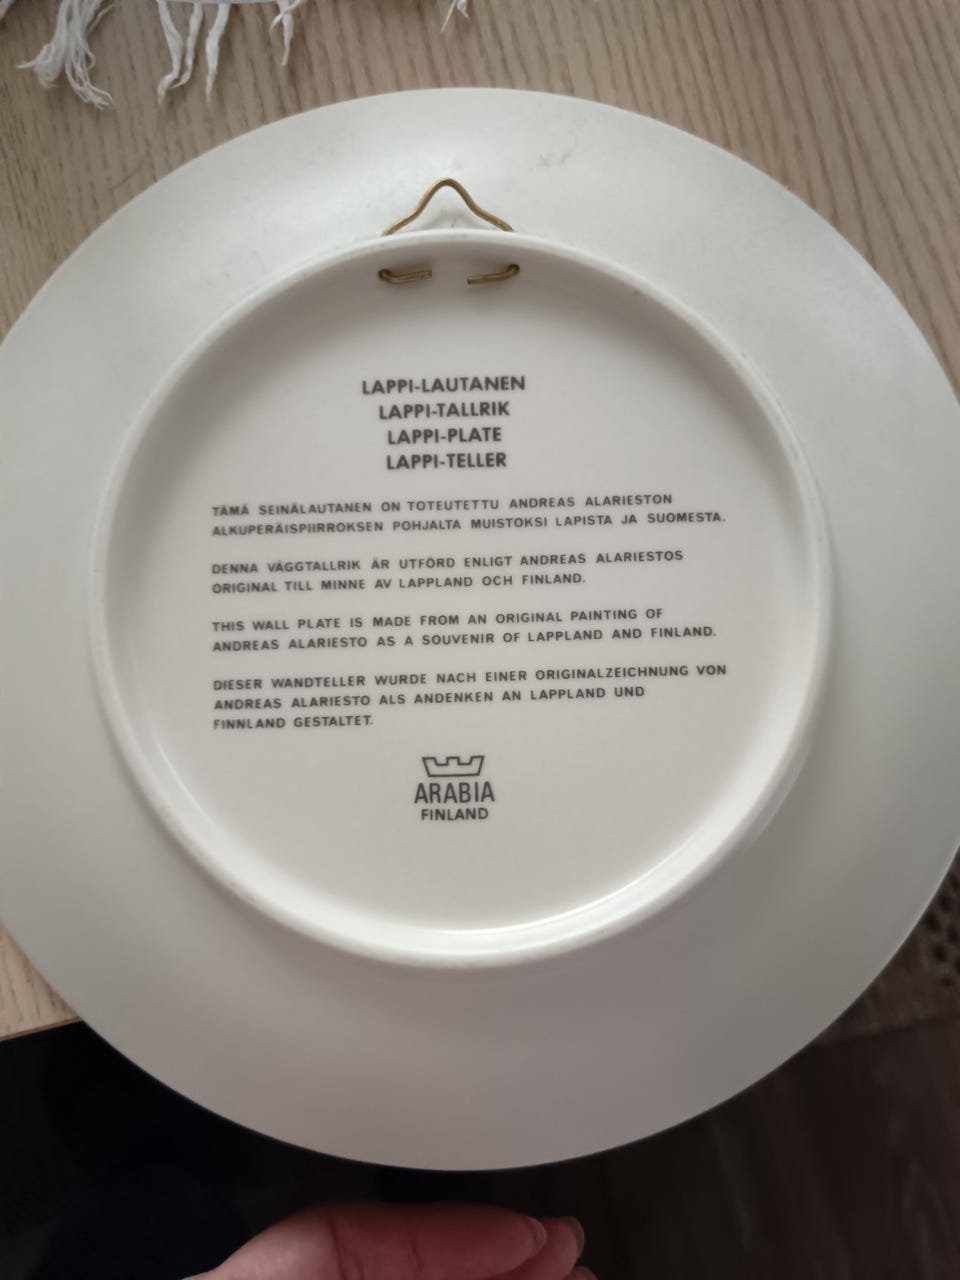 LAPPI-LAUTANEN
LAPPI-TALLRIK
LAPPI-PLATE
LAPPI-TELLER
TÄMÄ SEINÄLAUTANEN ON TOTEUTETTU ANDREAS ALARIESTON
ALKUPERÄISPIIRROKSEN POHJALTA MUISTOKSI LAPISTA JA SUOMESTA.
DENNA VÄGGTALLRIK ÄR UTFÖRD ENLIGT ANDREAS ALARIESTOS
ORIGINAL TILL MINNE AV LAPPLAND OCH FINLAND.
THIS WALL PLATE IS MADE FROM AN ORIGINAL PAINTING OF
ANDREAS ALARIESTO AS A SOUVENIR OF LAPPLAND AND FINLAND.
DIESER WANDTELLER WURDE NACH EINER ORIGINALZEICHNUNG VON
ANDREAS ALARIESTO ALS ANDENKEN AN LAPPLAND UND
FINNLAND GESTALTET.
ARABIA
FINLAND